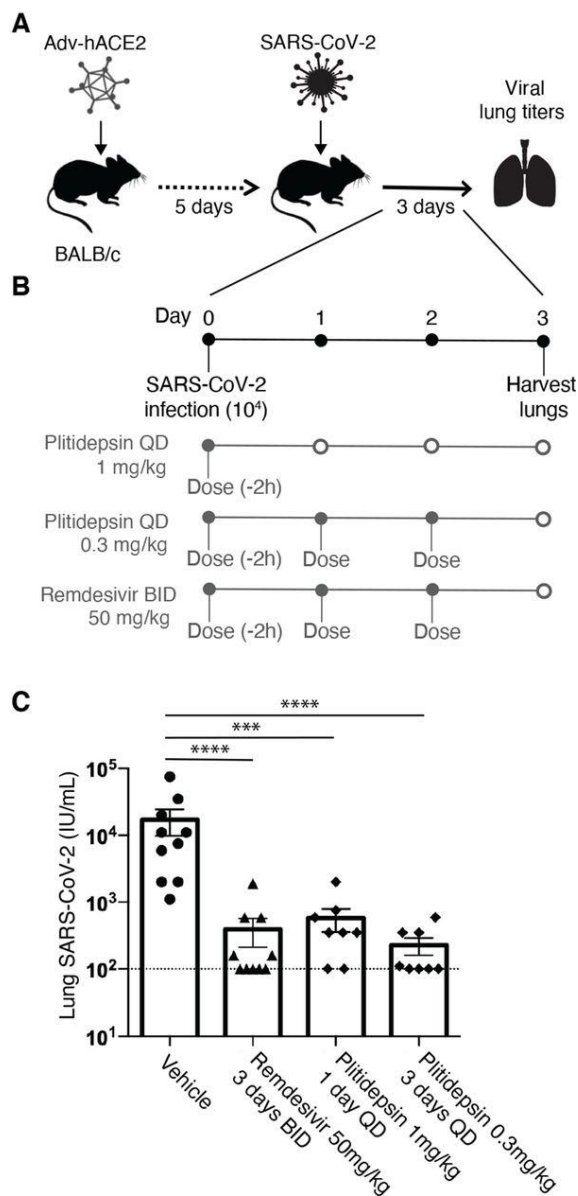 A
Adv-hACE2
SARS-CoV-2
Viral
lung titers
5 days
3 days
BALB/c
B
Day 0 1 2 3
SARS-CoV-2
infection (10⁴)
Harvest
lungs
Plitidepsin QD
1 mg/kg
Dose (-2h)
Plitidepsin QD
0.3 mg/kg
Dose (-2h) Dose Dose
Remdesivir BID
50 mg/kg
Dose (-2h) Dose Dose
C
****
***
****
Lung SARS-CoV-2 (IU/mL)
10⁵
10⁴
10³
10²
10¹
Vehicle
Remdesivir 50mg/kg
3 days BID
Plitidepsin 1mg/kg
1 day QD
Plitidepsin 0.3mg/kg
3 days QD